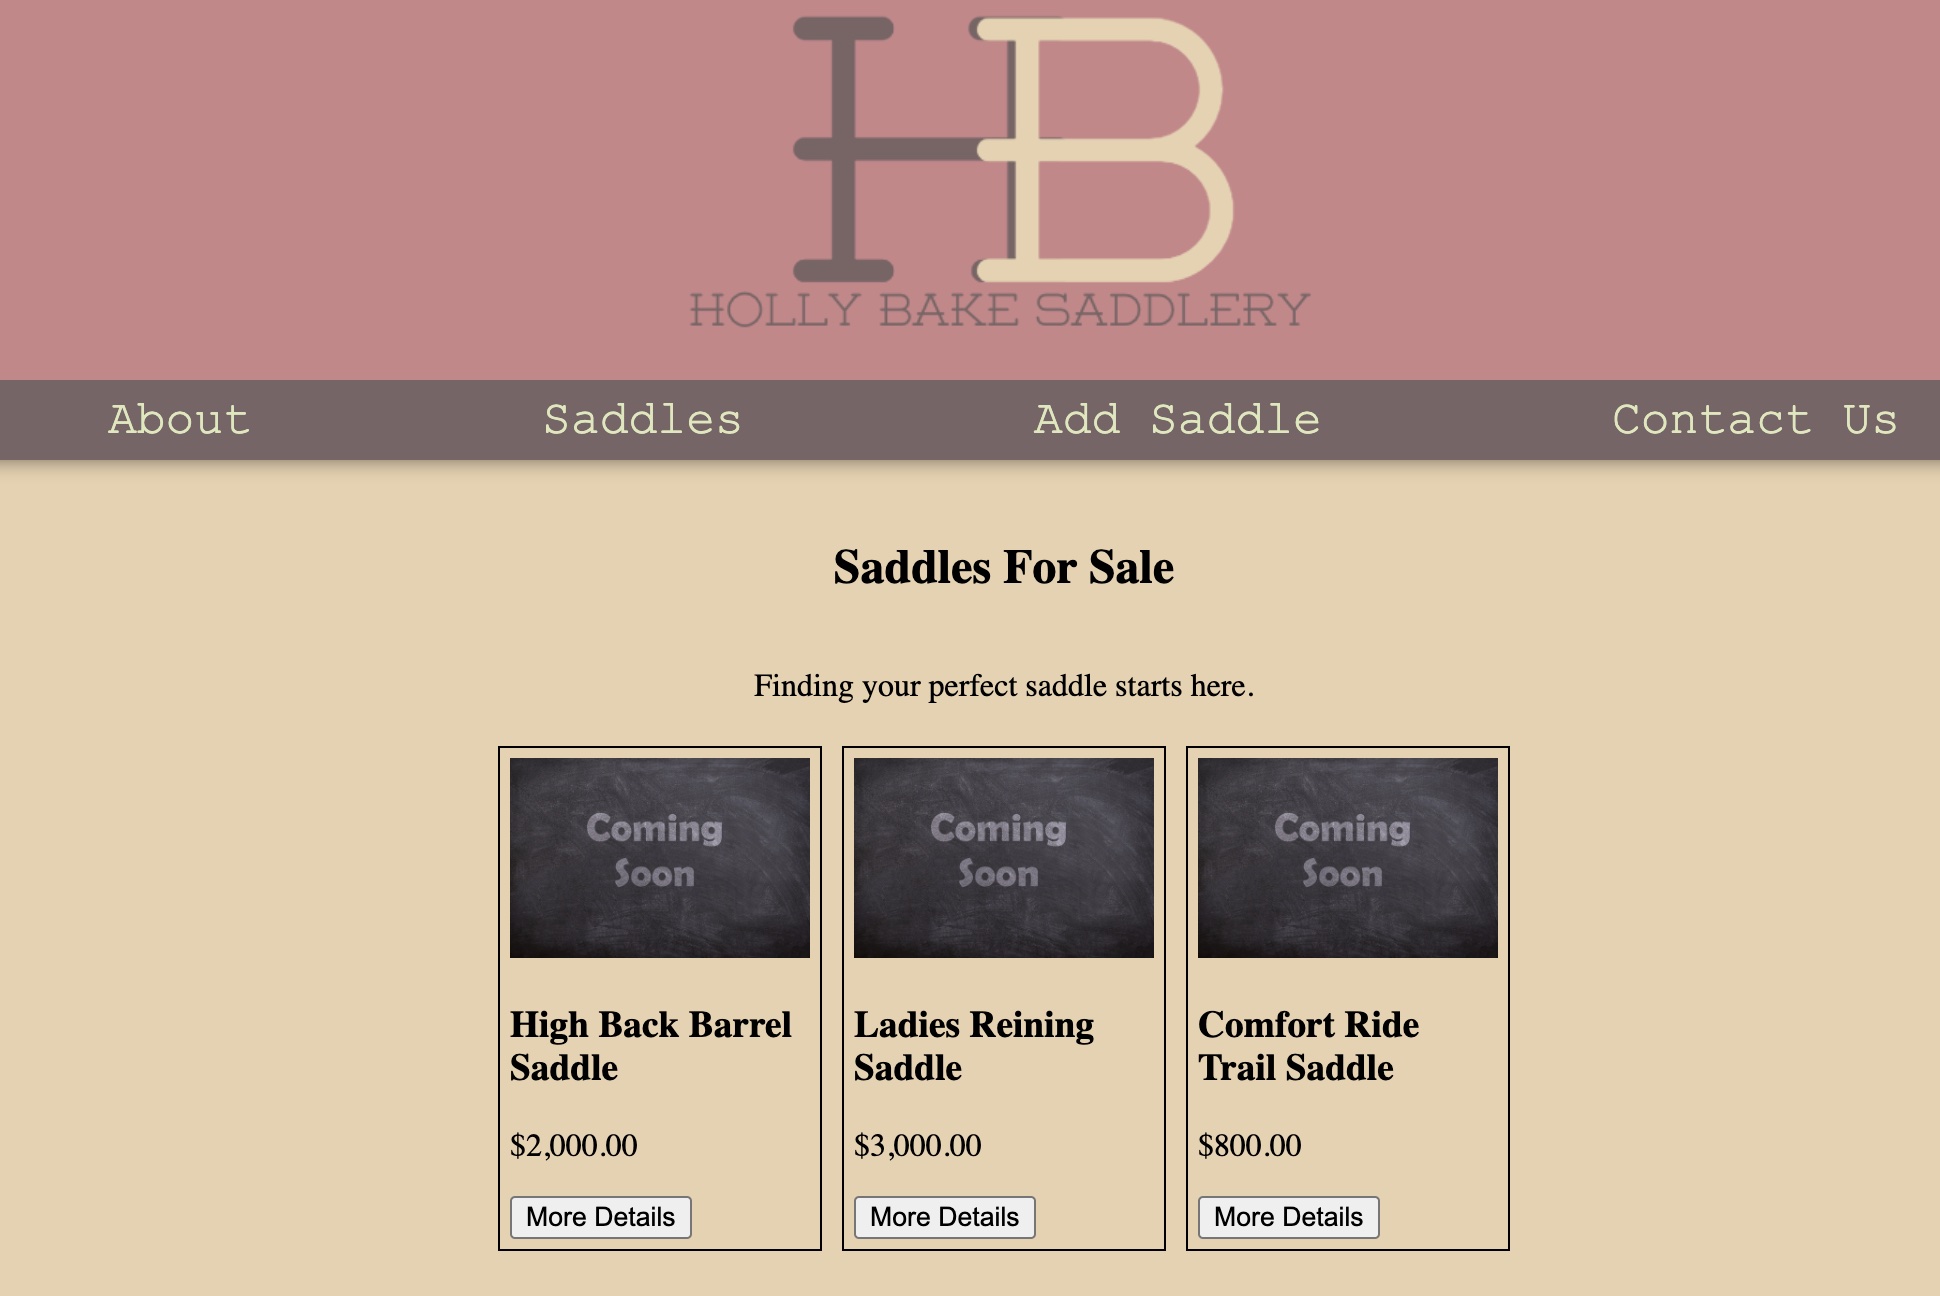 HB
HOLLY BAKE SADDLERY
About Saddles Add Saddle Contact Us
Saddles For Sale
Finding your perfect saddle starts here.
Coming
Soon
High Back Barrel
Saddle
$2,000.00
More Details
Coming
Soon
Ladies Reining
Saddle
$3,000.00
More Details
Coming
Soon
Comfort Ride
Trail Saddle
$800.00
More Details